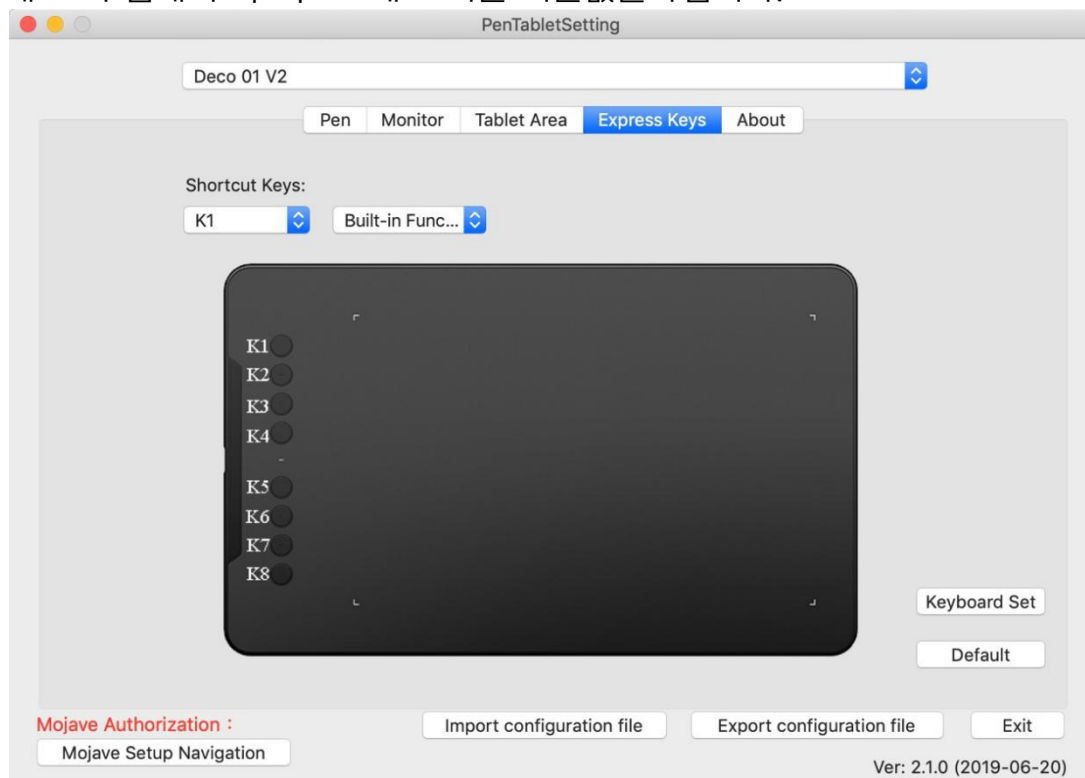 PenTabletSetting
Deco 01 V2
Pen Monitor Tablet Area Express Keys About
Shortcut Keys:
K1 Built-in Func...
K1
K2
K3
K4
K5
K6
K7
K8
Keyboard Set
Default
Mojave Authorization：
Import configuration file Export configuration file Exit
Mojave Setup Navigation
Ver: 2.1.0 (2019-06-20)